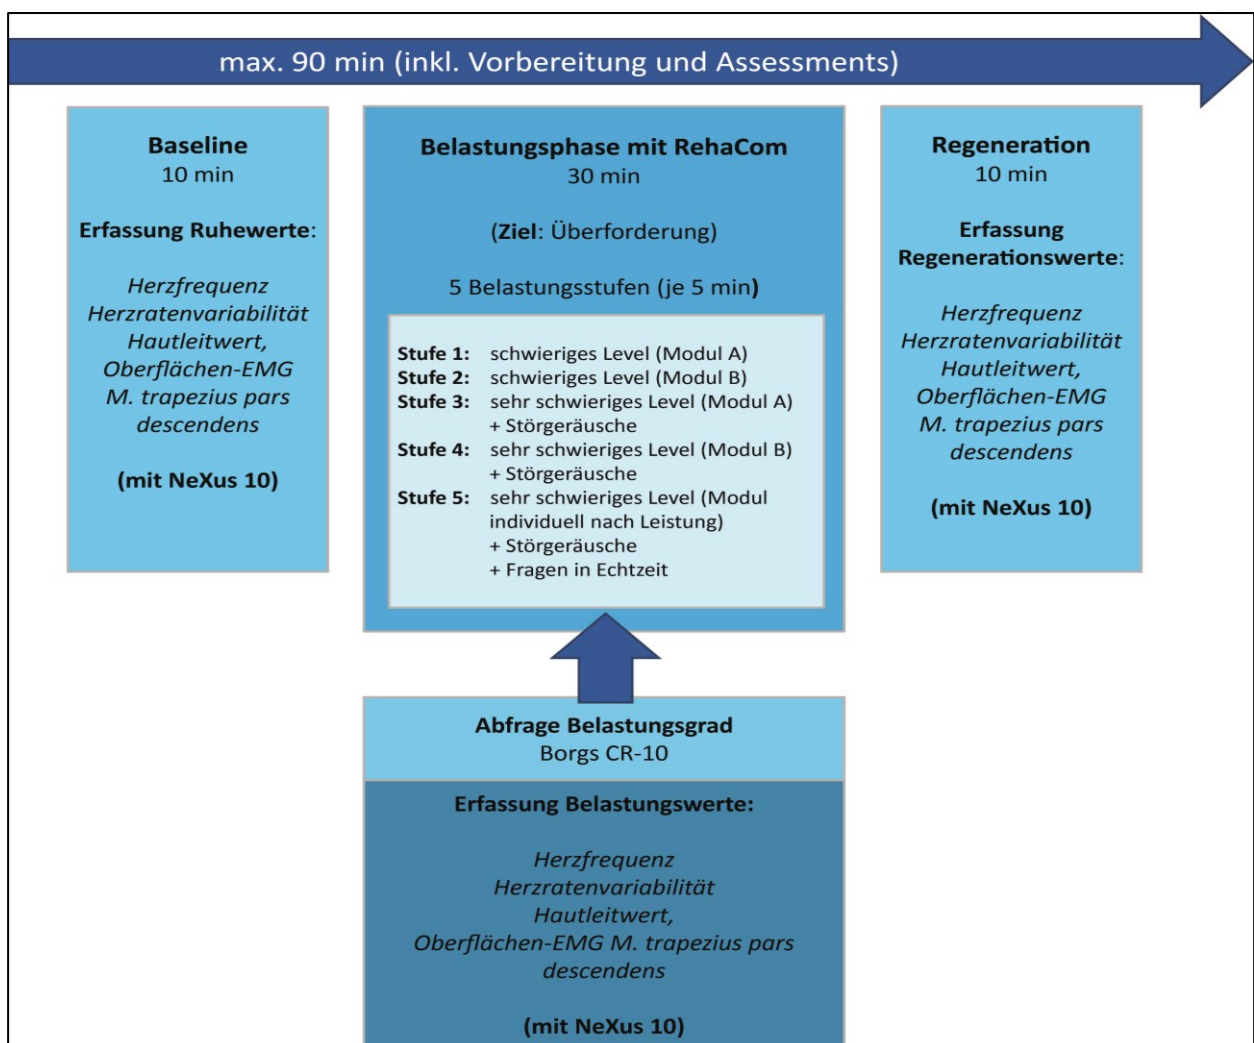 max. 90 min (inkl. Vorbereitung und Assessments)
Baseline
10 min
Erfassung Ruhewerte:
Herzfrequenz
Herzratenvariabilität
Hautleitwert,
Oberflächen-EMG
M. trapezius pars
descendens
(mit NeXus 10)
Belastungsphase mit RehaCom
30 min
(Ziel: Überforderung)
5 Belastungsstufen (je 5 min)
Stufe 1: schwieriges Level (Modul A)
Stufe 2: schwieriges Level (Modul B)
Stufe 3: sehr schwieriges Level (Modul A)
+ Störgeräusche
Stufe 4: sehr schwieriges Level (Modul B)
+ Störgeräusche
Stufe 5: sehr schwieriges Level (Modul
individuell nach Leistung)
+ Störgeräusche
+ Fragen in Echtzeit
Regeneration
10 min
Erfassung
Regenerationswerte:
Herzfrequenz
Herzratenvariabilität
Hautleitwert,
Oberflächen-EMG
M. trapezius pars
descendens
(mit NeXus 10)
Abfrage Belastungsgrad
Borgs CR-10
Erfassung Belastungswerte:
Herzfrequenz
Herzratenvariabilität
Hautleitwert,
Oberflächen-EMG M. trapezius pars
descendens
(mit NeXus 10)